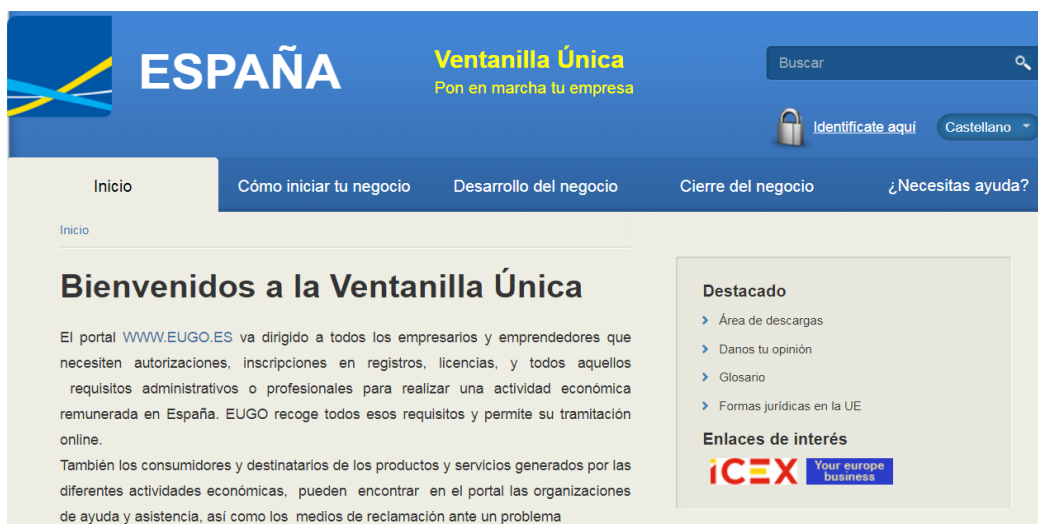 ESPAÑA
Ventanilla Única
Pon en marcha tu empresa
Buscar
Identifícate aquí
Castellano
Inicio
Cómo iniciar tu negocio
Desarrollo del negocio
Cierre del negocio
¿Necesitas ayuda?
Inicio
Bienvenidos a la Ventanilla Única
El portal WWW.EUGO.ES va dirigido a todos los empresarios y emprendedores que
necesiten autorizaciones, inscripciones en registros, licencias, y todos aquellos
requisitos administrativos o profesionales para realizar una actividad económica
remunerada en España. EUGO recoge todos esos requisitos y permite su tramitación
online.
También los consumidores y destinatarios de los productos y servicios generados por las
diferentes actividades económicas, pueden encontrar en el portal las organizaciones
de ayuda y asistencia, así como los medios de reclamación ante un problema
Destacado
Área de descargas
Danos tu opinión
Glosario
Formas jurídicas en la UE
Enlaces de interés
iCEX
Your europe
business